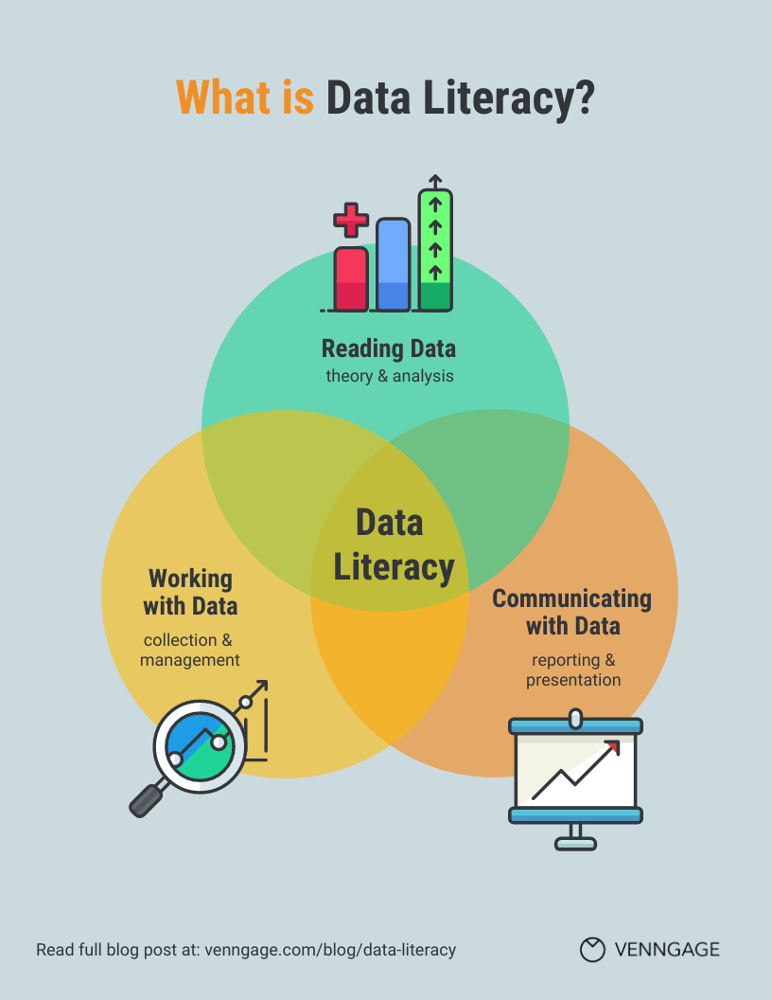 What is Data Literacy?
Reading Data
theory & analysis
Data
Literacy
Working
with Data
collection &
management
Communicating
with Data
reporting &
presentation
Read full blog post at: venngage.com/blog/data-literacy
VENNGAGE